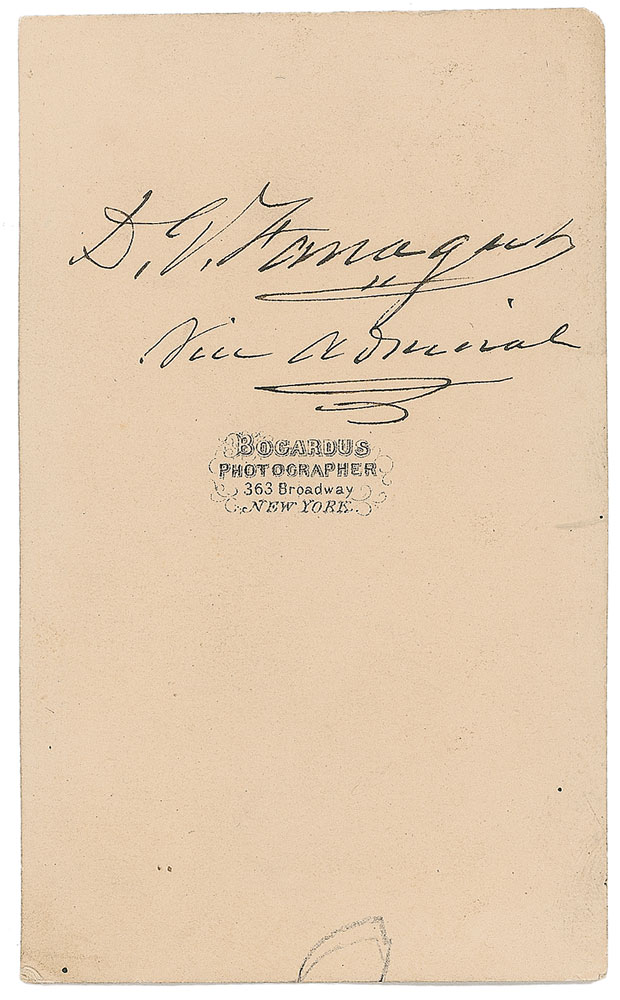 D. G. Farragut
Vice Admiral
BOGARDUS
PHOTOGRAPHER
363 Broadway
NEW YORK.